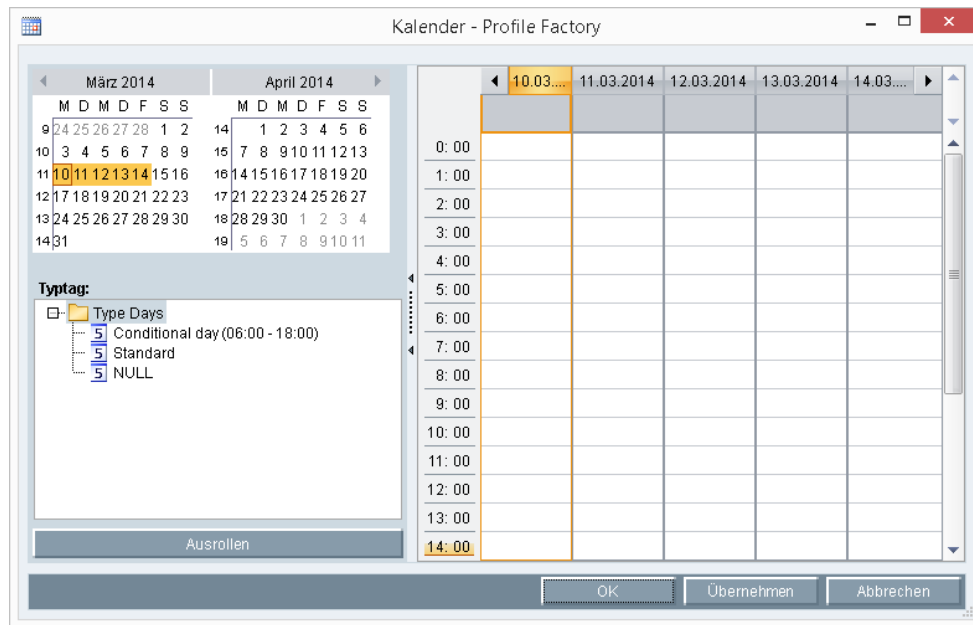 Kalender - Profile Factory
März 2014
M D M D F S S
9 24 25 26 27 28 1 2
10 3 4 5 6 7 8 9
11 10 11 12 13 14 15 16
12 17 18 19 20 21 22 23
13 24 25 26 27 28 29 30
14 31
April 2014
M D M D F S S
14 1 2 3 4 5 6
15 7 8 9 10 11 12 13
16 14 15 16 17 18 19 20
17 21 22 23 24 25 26 27
18 28 29 30 1 2 3 4
19 5 6 7 8 9 10 11
Typtag:
Type Days
5 Conditional day (06:00 - 18:00)
5 Standard
5 NULL
Ausrollen
10.03.... 11.03.2014 12.03.2014 13.03.2014 14.03....
0: 00
1: 00
2: 00
3: 00
4: 00
5: 00
6: 00
7: 00
8: 00
9: 00
10: 00
11: 00
12: 00
13: 00
14: 00
OK Übernehmen Abbrechen